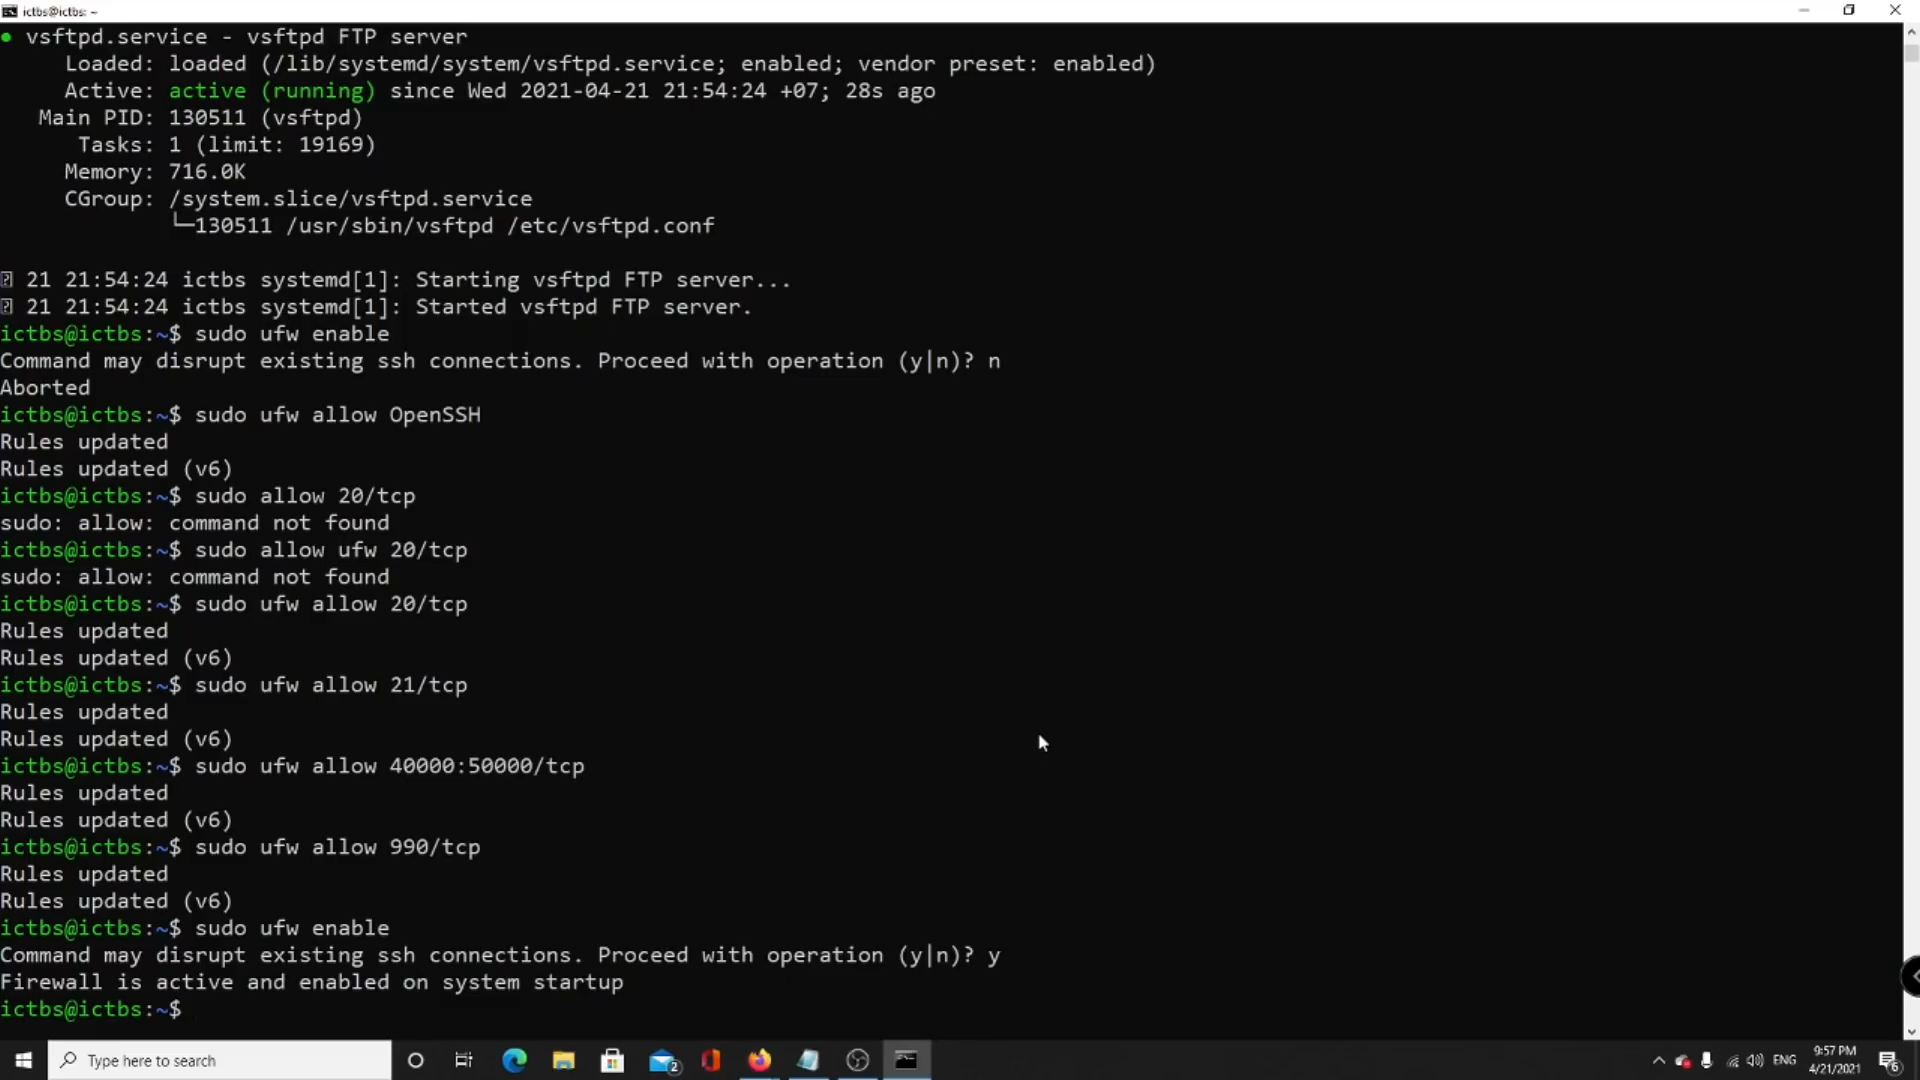 ictbs@ictbs: ~
● vsftpd.service - vsftpd FTP server
     Loaded: loaded (/lib/systemd/system/vsftpd.service; enabled; vendor preset: enabled)
     Active: active (running) since Wed 2021-04-21 21:54:24 +07; 28s ago
   Main PID: 130511 (vsftpd)
      Tasks: 1 (limit: 19169)
     Memory: 716.0K
     CGroup: /system.slice/vsftpd.service
             └─130511 /usr/sbin/vsftpd /etc/vsftpd.conf
21 21:54:24 ictbs systemd[1]: Starting vsftpd FTP server...
21 21:54:24 ictbs systemd[1]: Started vsftpd FTP server.
ictbs@ictbs:~$ sudo ufw enable
Command may disrupt existing ssh connections. Proceed with operation (y|n)? n
Aborted
ictbs@ictbs:~$ sudo ufw allow OpenSSH
Rules updated
Rules updated (v6)
ictbs@ictbs:~$ sudo allow 20/tcp
sudo: allow: command not found
ictbs@ictbs:~$ sudo allow ufw 20/tcp
sudo: allow: command not found
ictbs@ictbs:~$ sudo ufw allow 20/tcp
Rules updated
Rules updated (v6)
ictbs@ictbs:~$ sudo ufw allow 21/tcp
Rules updated
Rules updated (v6)
ictbs@ictbs:~$ sudo ufw allow 40000:50000/tcp
Rules updated
Rules updated (v6)
ictbs@ictbs:~$ sudo ufw allow 990/tcp
Rules updated
Rules updated (v6)
ictbs@ictbs:~$ sudo ufw enable
Command may disrupt existing ssh connections. Proceed with operation (y|n)? y
Firewall is active and enabled on system startup
ictbs@ictbs:~$
Type here to search
2
ENG
9:57 PM
4/21/2021
6